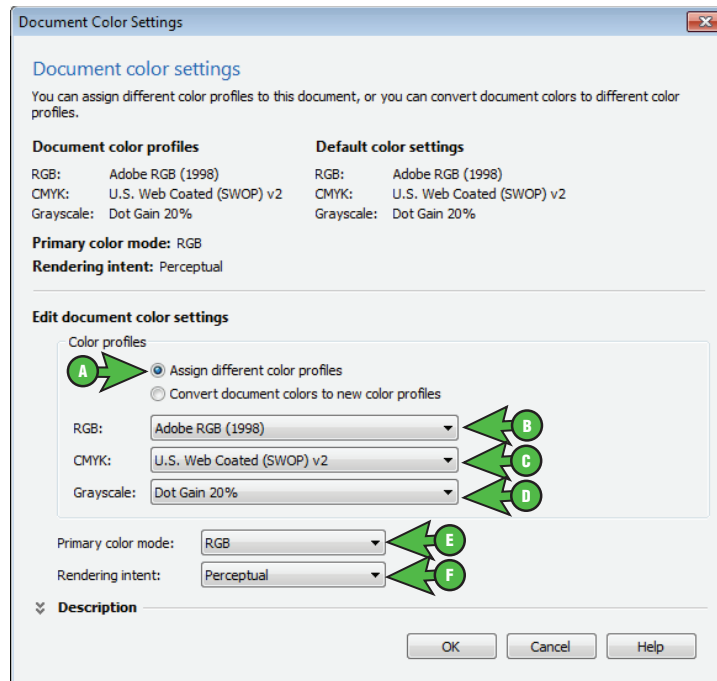 Document Color Settings
Document color settings
You can assign different color profiles to this document, or you can convert document colors to different color
profiles.
Document color profiles
RGB: Adobe RGB (1998)
CMYK: U.S. Web Coated (SWOP) v2
Grayscale: Dot Gain 20%
Default color settings
RGB: Adobe RGB (1998)
CMYK: U.S. Web Coated (SWOP) v2
Grayscale: Dot Gain 20%
Primary color mode: RGB
Rendering intent: Perceptual
Edit document color settings
Color profiles
A Assign different color profiles
Convert document colors to new color profiles
RGB: Adobe RGB (1998) B
CMYK: U.S. Web Coated (SWOP) v2 C
Grayscale: Dot Gain 20% D
Primary color mode: RGB E
Rendering intent: Perceptual F
Description
OK Cancel Help